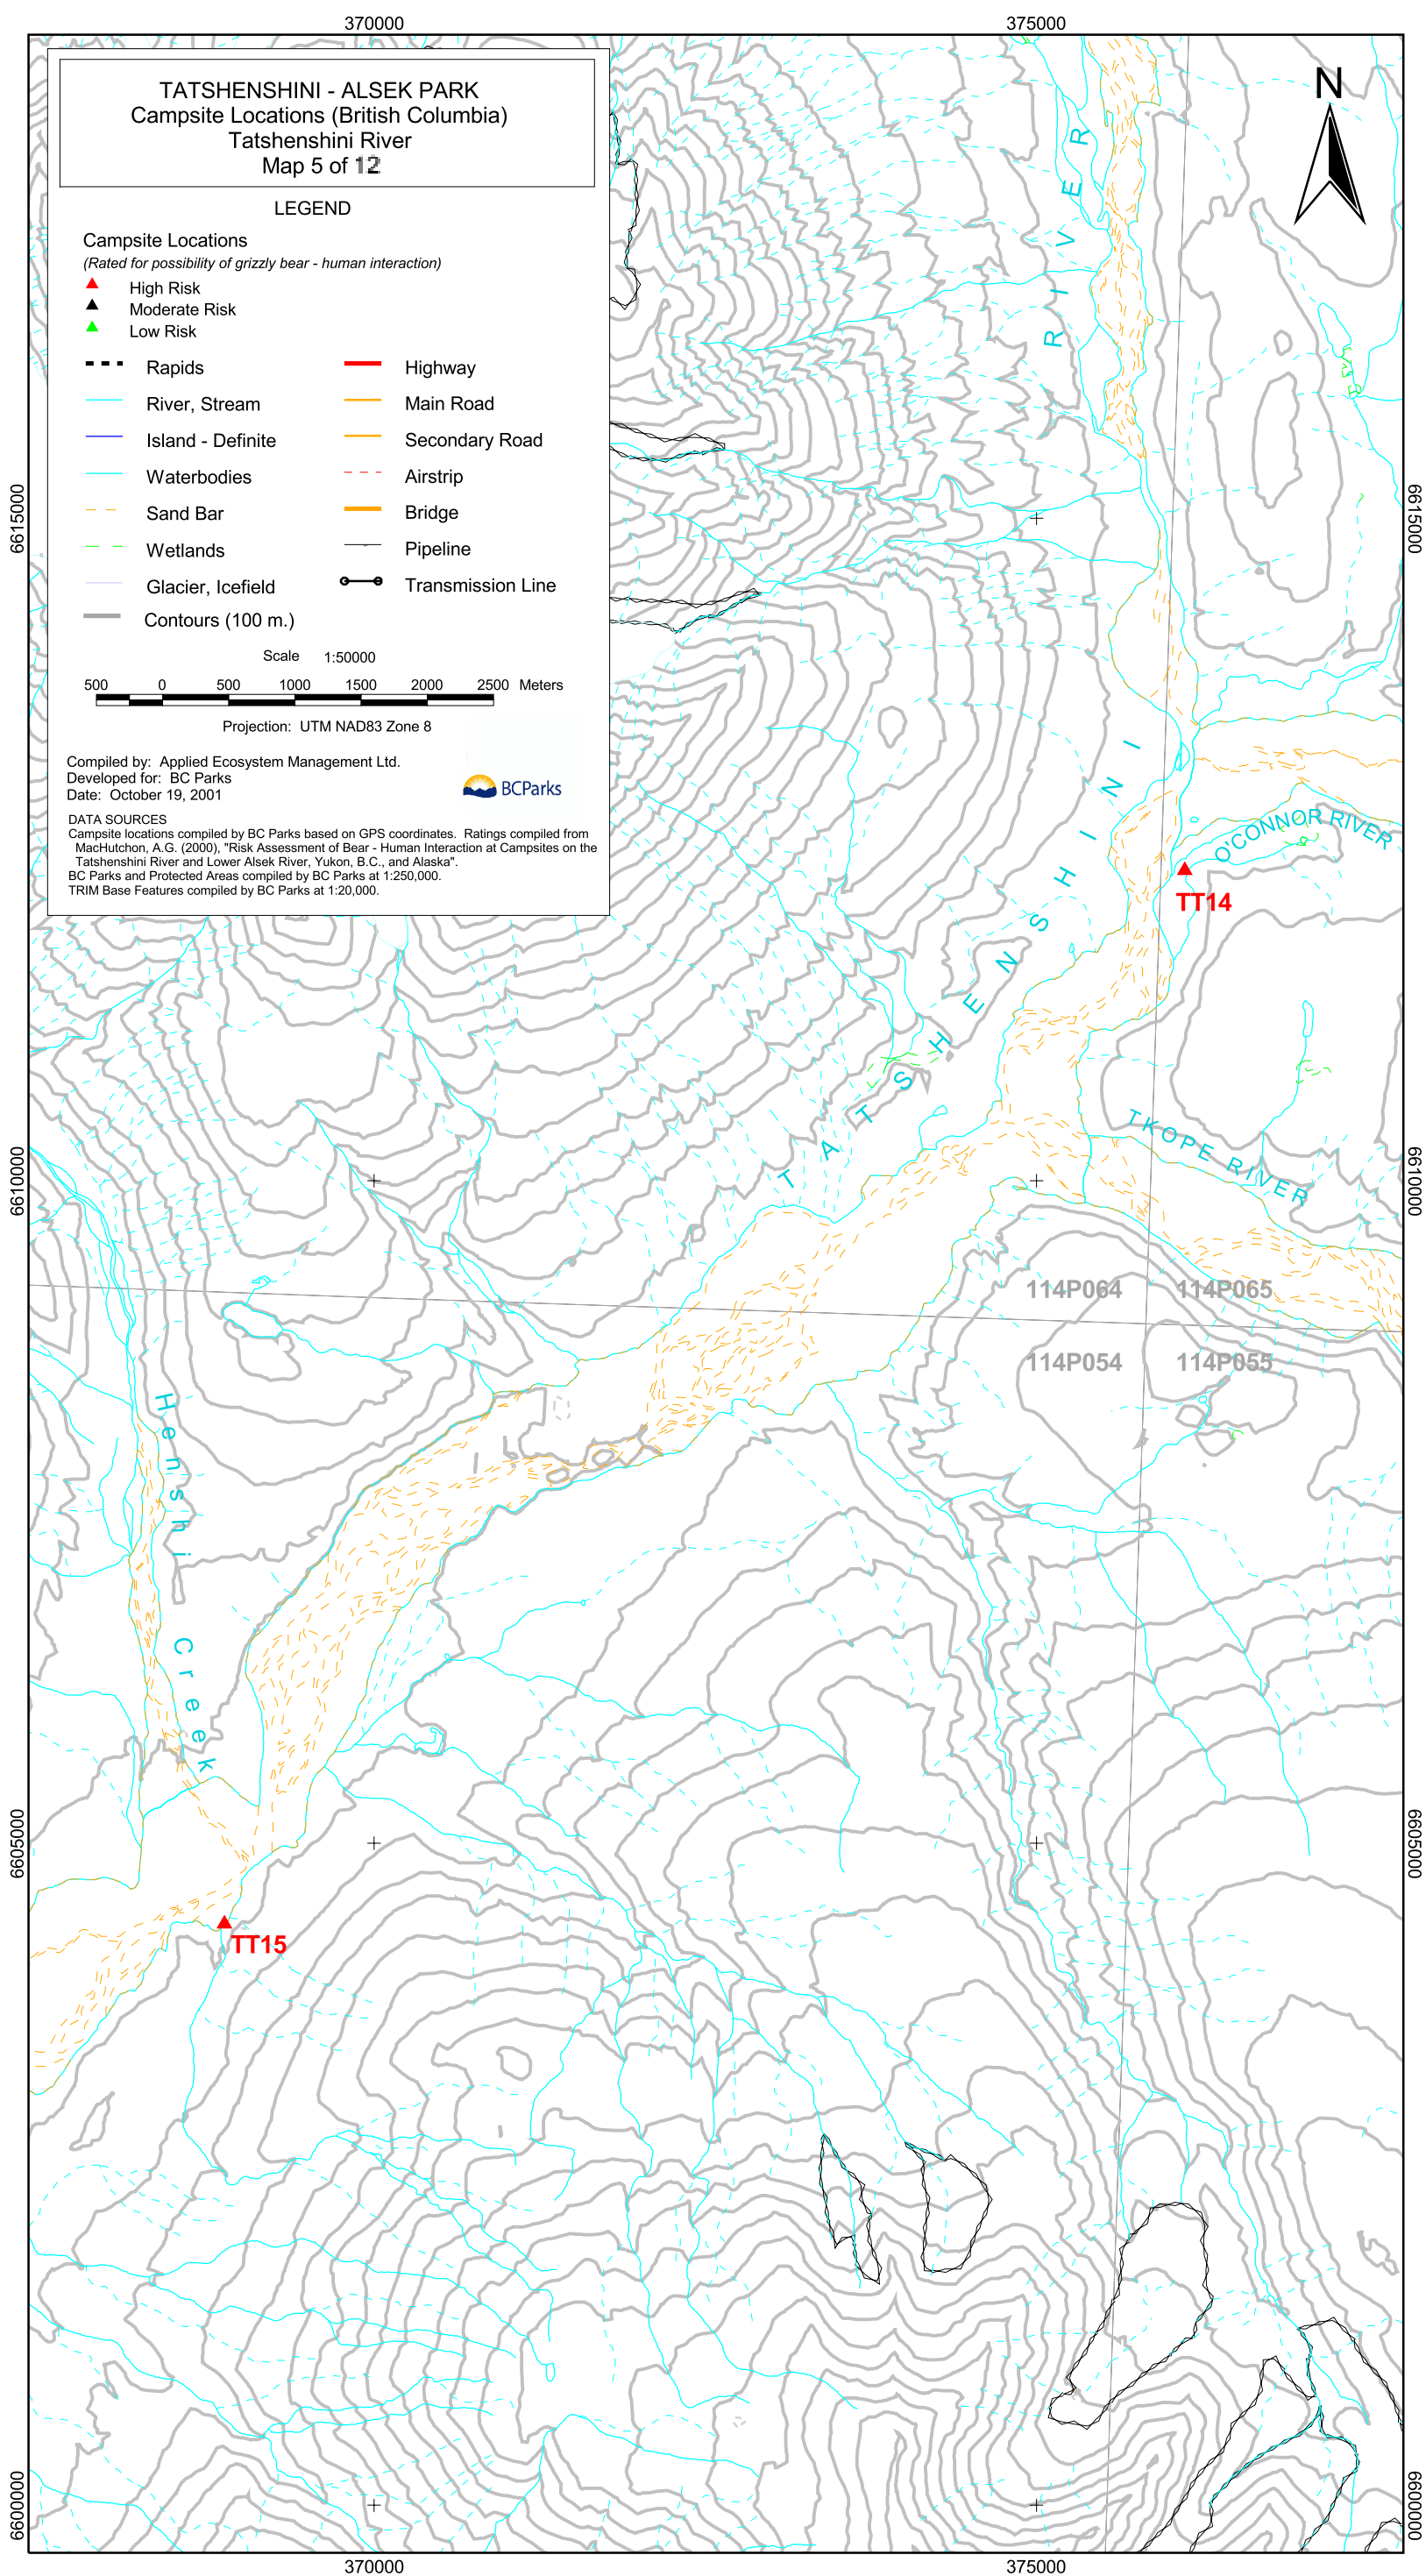 370000
375000
TATSHENSHINI - ALSEK PARK
Campsite Locations (British Columbia)
Tatshenshini River
Map 5 of 12
LEGEND
Campsite Locations
(Rated for possibility of grizzly bear - human interaction)
High Risk
Moderate Risk
Low Risk
Rapids
River, Stream
Island - Definite
Waterbodies
Sand Bar
Wetlands
Glacier, Icefield
Contours (100 m.)
Highway
Main Road
Secondary Road
Airstrip
Bridge
Pipeline
Transmission Line
Scale 1:50000
500 0 500 1000 1500 2000 2500 Meters
Projection: UTM NAD83 Zone 8
Compiled by: Applied Ecosystem Management Ltd.
Developed for: BC Parks
Date: October 19, 2001
BCParks
DATA SOURCES
Campsite locations compiled by BC Parks based on GPS coordinates. Ratings compiled from
MacHutchon, A.G. (2000), "Risk Assessment of Bear - Human Interaction at Campsites on the
Tatshenshini River and Lower Alsek River, Yukon, B.C., and Alaska".
BC Parks and Protected Areas compiled by BC Parks at 1:250,000.
TRIM Base Features compiled by BC Parks at 1:20,000.
N
TATSHENSHINI RIVER
6615000
6615000
O'CONNOR RIVER
TT14
TKOPE RIVER
6610000
6610000
114P064
114P065
114P054
114P055
Henshi Creek
6605000
6605000
TT15
6600000
6600000
370000
375000